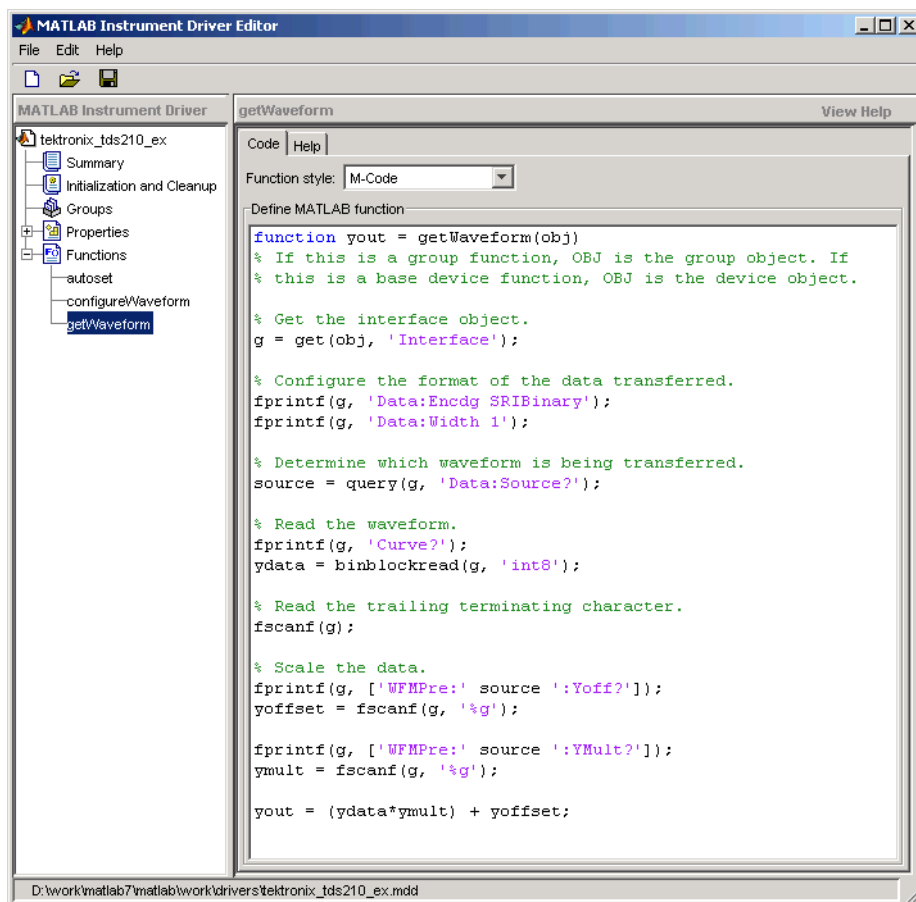 MATLAB Instrument Driver Editor
File Edit Help
MATLAB Instrument Driver
getWaveform
View Help
tektronix_tds210_ex
Summary
Initialization and Cleanup
Groups
Properties
Functions
autoset
configureWaveform
getWaveform
Code Help
Function style: M-Code
Define MATLAB function
function yout = getWaveform(obj)
% If this is a group function, OBJ is the group object. If
% this is a base device function, OBJ is the device object.
% Get the interface object.
g = get(obj, 'Interface');
% Configure the format of the data transferred.
fprintf(g, 'Data:Encdg SRIBinary');
fprintf(g, 'Data:Width 1');
% Determine which waveform is being transferred.
source = query(g, 'Data:Source?');
% Read the waveform.
fprintf(g, 'Curve?');
ydata = binblockread(g, 'int8');
% Read the trailing terminating character.
fscanf(g);
% Scale the data.
fprintf(g, ['WFMPre:' source ':Yoff?']);
yoffset = fscanf(g, '%g');
fprintf(g, ['WFMPre:' source ':YMult?']);
ymult = fscanf(g, '%g');
yout = (ydata*ymult) + yoffset;
D:\work\matlab7\matlab\work\drivers\tektronix_tds210_ex.mdd